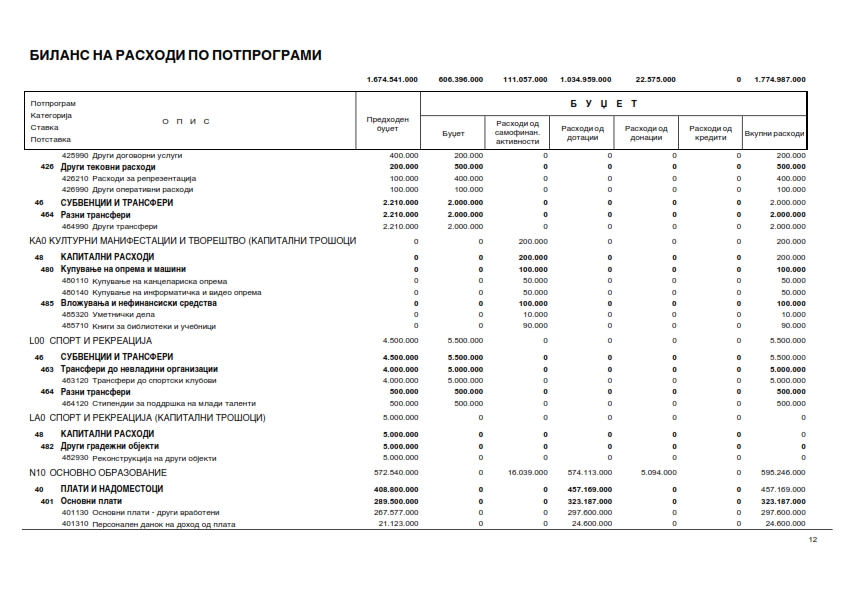 БИЛАНС НА РАСХОДИ ПО ПОТПРОГРАМИ
1.674.541.000 606.396.000 111.057.000 1.034.959.000 22.575.000 0 1.774.987.000
Потпрограм
Категорија
Ставка
Потставка
О П И С
Предходен буџет
Б У Џ Е Т
Буџет
Расходи од самофинан. активности
Расходи од дотации
Расходи од донации
Расходи од кредити
Вкупни расходи
425990 Други договорни услуги 400.000 200.000 0 0 0 0 200.000
426 Други тековни расходи 200.000 500.000 0 0 0 0 500.000
426210 Расходи за репрезентација 100.000 400.000 0 0 0 0 400.000
426990 Други оперативни расходи 100.000 100.000 0 0 0 0 100.000
46 СУБВЕНЦИИ И ТРАНСФЕРИ 2.210.000 2.000.000 0 0 0 0 2.000.000
464 Разни трансфери 2.210.000 2.000.000 0 0 0 0 2.000.000
464990 Други трансфери 2.210.000 2.000.000 0 0 0 0 2.000.000
КА0 КУЛТУРНИ МАНИФЕСТАЦИИ И ТВОРЕШТВО (КАПИТАЛНИ ТРОШОЦИ 0 0 200.000 0 0 0 200.000
48 КАПИТАЛНИ РАСХОДИ 0 0 200.000 0 0 0 200.000
480 Купување на опрема и машини 0 0 100.000 0 0 0 100.000
480110 Купување на канцелариска опрема 0 0 50.000 0 0 0 50.000
480140 Купување на информатичка и видео опрема 0 0 50.000 0 0 0 50.000
485 Вложувања и нефинансиски средства 0 0 100.000 0 0 0 100.000
485320 Уметнички дела 0 0 10.000 0 0 0 10.000
485710 Книги за библиотеки и учебници 0 0 90.000 0 0 0 90.000
L00 СПОРТ И РЕКРЕАЦИЈА 4.500.000 5.500.000 0 0 0 0 5.500.000
46 СУБВЕНЦИИ И ТРАНСФЕРИ 4.500.000 5.500.000 0 0 0 0 5.500.000
463 Трансфери до невладини организации 4.000.000 5.000.000 0 0 0 0 5.000.000
463120 Трансфери до спортски клубови 4.000.000 5.000.000 0 0 0 0 5.000.000
464 Разни трансфери 500.000 500.000 0 0 0 0 500.000
464120 Стипендии за поддршка на млади таленти 500.000 500.000 0 0 0 0 500.000
LA0 СПОРТ И РЕКРЕАЦИЈА (КАПИТАЛНИ ТРОШОЦИ) 5.000.000 0 0 0 0 0 0
48 КАПИТАЛНИ РАСХОДИ 5.000.000 0 0 0 0 0 0
482 Други градежни објекти 5.000.000 0 0 0 0 0 0
482930 Реконструкција на други објекти 5.000.000 0 0 0 0 0 0
N10 ОСНОВНО ОБРАЗОВАНИЕ 572.540.000 0 16.039.000 574.113.000 5.094.000 0 595.246.000
40 ПЛАТИ И НАДОМЕСТОЦИ 408.800.000 0 0 457.169.000 0 0 457.169.000
401 Основни плати 289.500.000 0 0 323.187.000 0 0 323.187.000
401130 Основни плати - други вработени 267.577.000 0 0 297.600.000 0 0 297.600.000
401310 Персонален данок на доход од плата 21.123.000 0 0 24.600.000 0 0 24.600.000
12